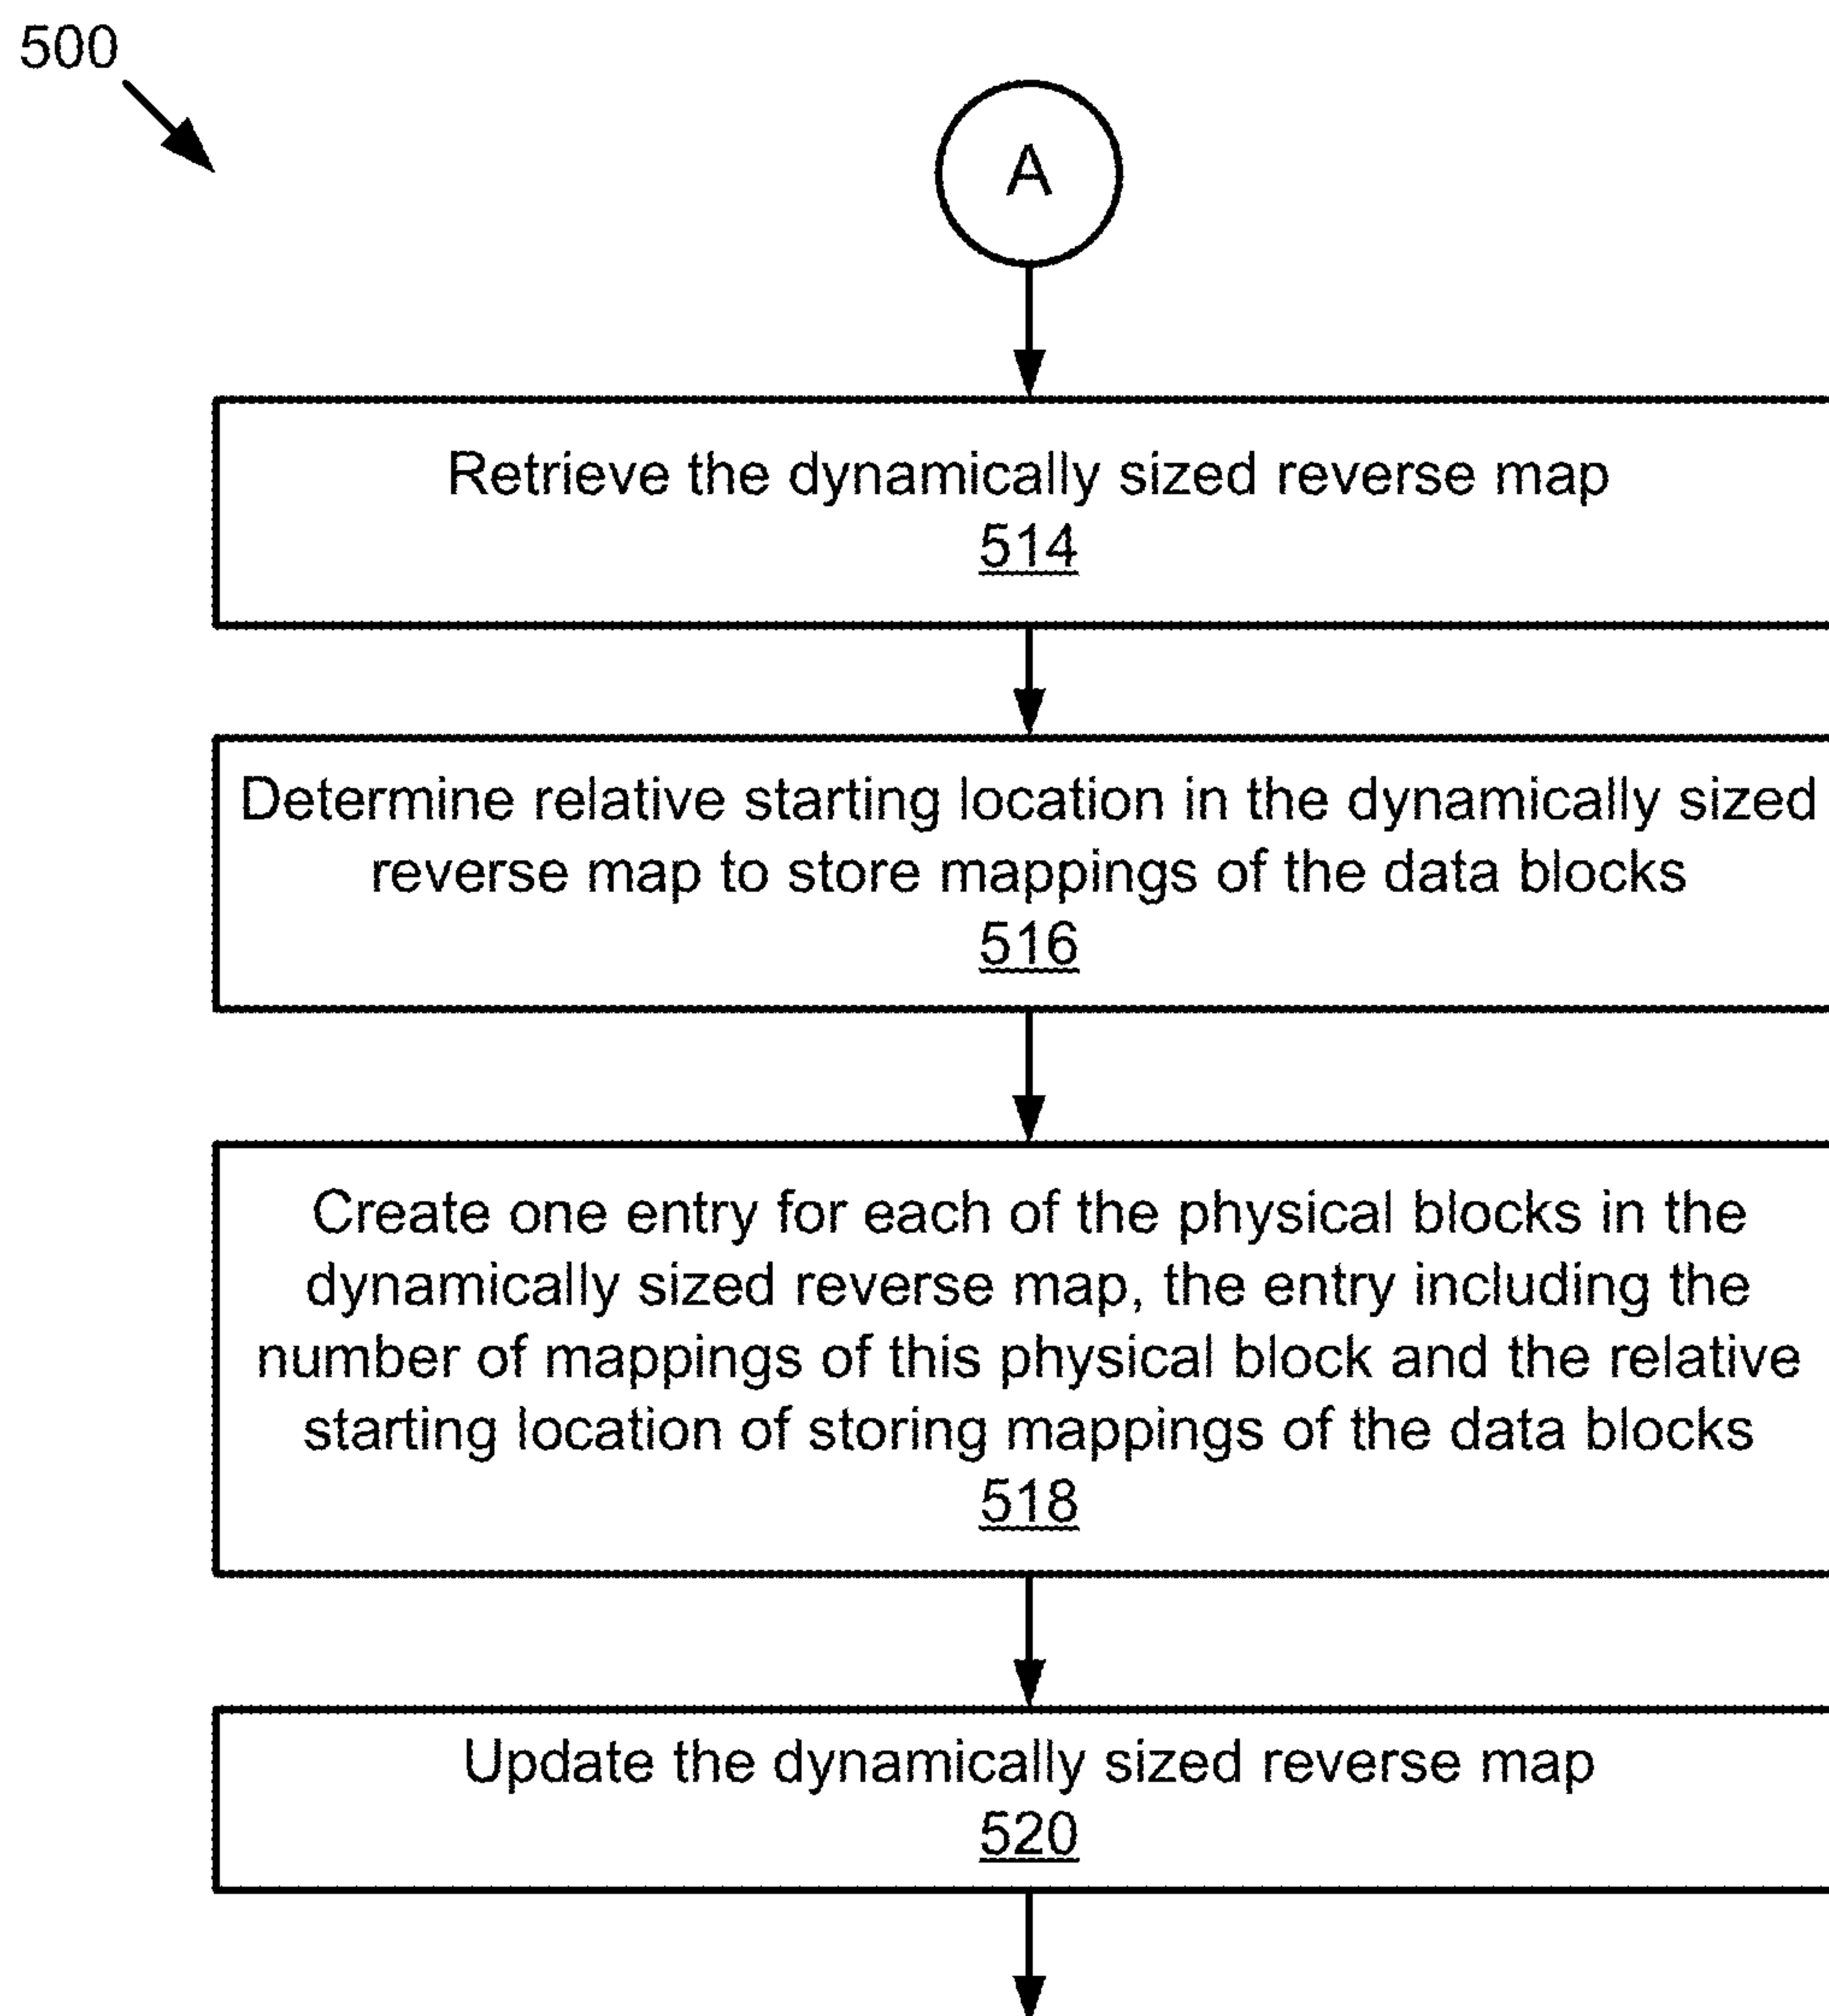 500
A
Retrieve the dynamically sized reverse map
514
Determine relative starting location in the dynamically sized
reverse map to store mappings of the data blocks
516
Create one entry for each of the physical blocks in the
dynamically sized reverse map, the entry including the
number of mappings of this physical block and the relative
starting location of storing mappings of the data blocks
518
Update the dynamically sized reverse map
520